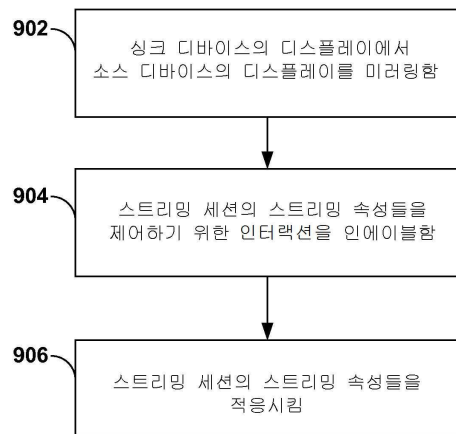 902
싱크 디바이스의 디스플레이에서
소스 디바이스의 디스플레이를 미러링함
904
스트리밍 세션의 스트리밍 속성들을
제어하기 위한 인터랙션을 인에이블함
906
스트리밍 세션의 스트리밍 속성들을
적응시킴